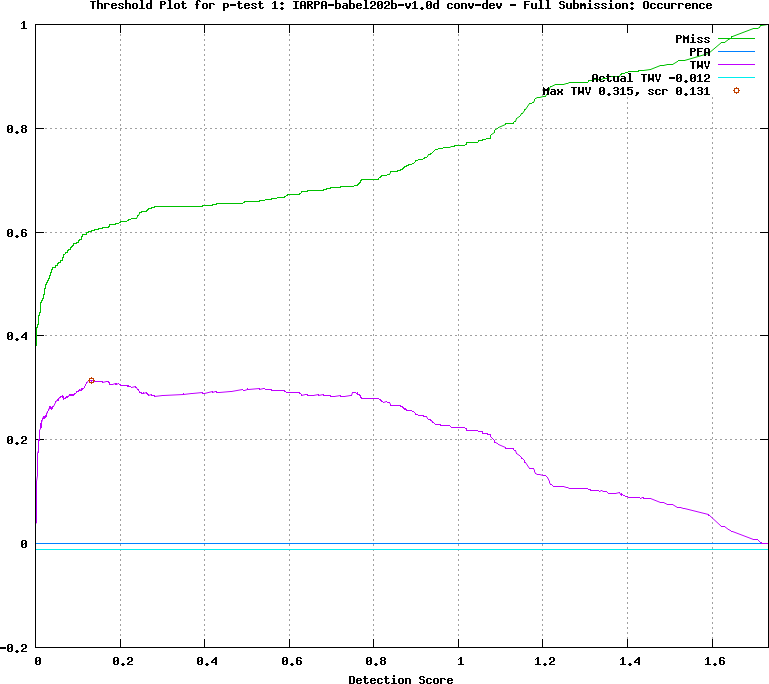 Threshold Plot for p-test 1: IARPA-babel202b-v1.0d conv-dev - Full Submission: Occurrence
PMiss
PFA
TWV
Actual TWV -0.012
Max TWV 0.315, scr 0.131
1
0.8
0.6
0.4
0.2
0
-0.2
0 0.2 0.4 0.6 0.8 1 1.2 1.4 1.6
Detection Score